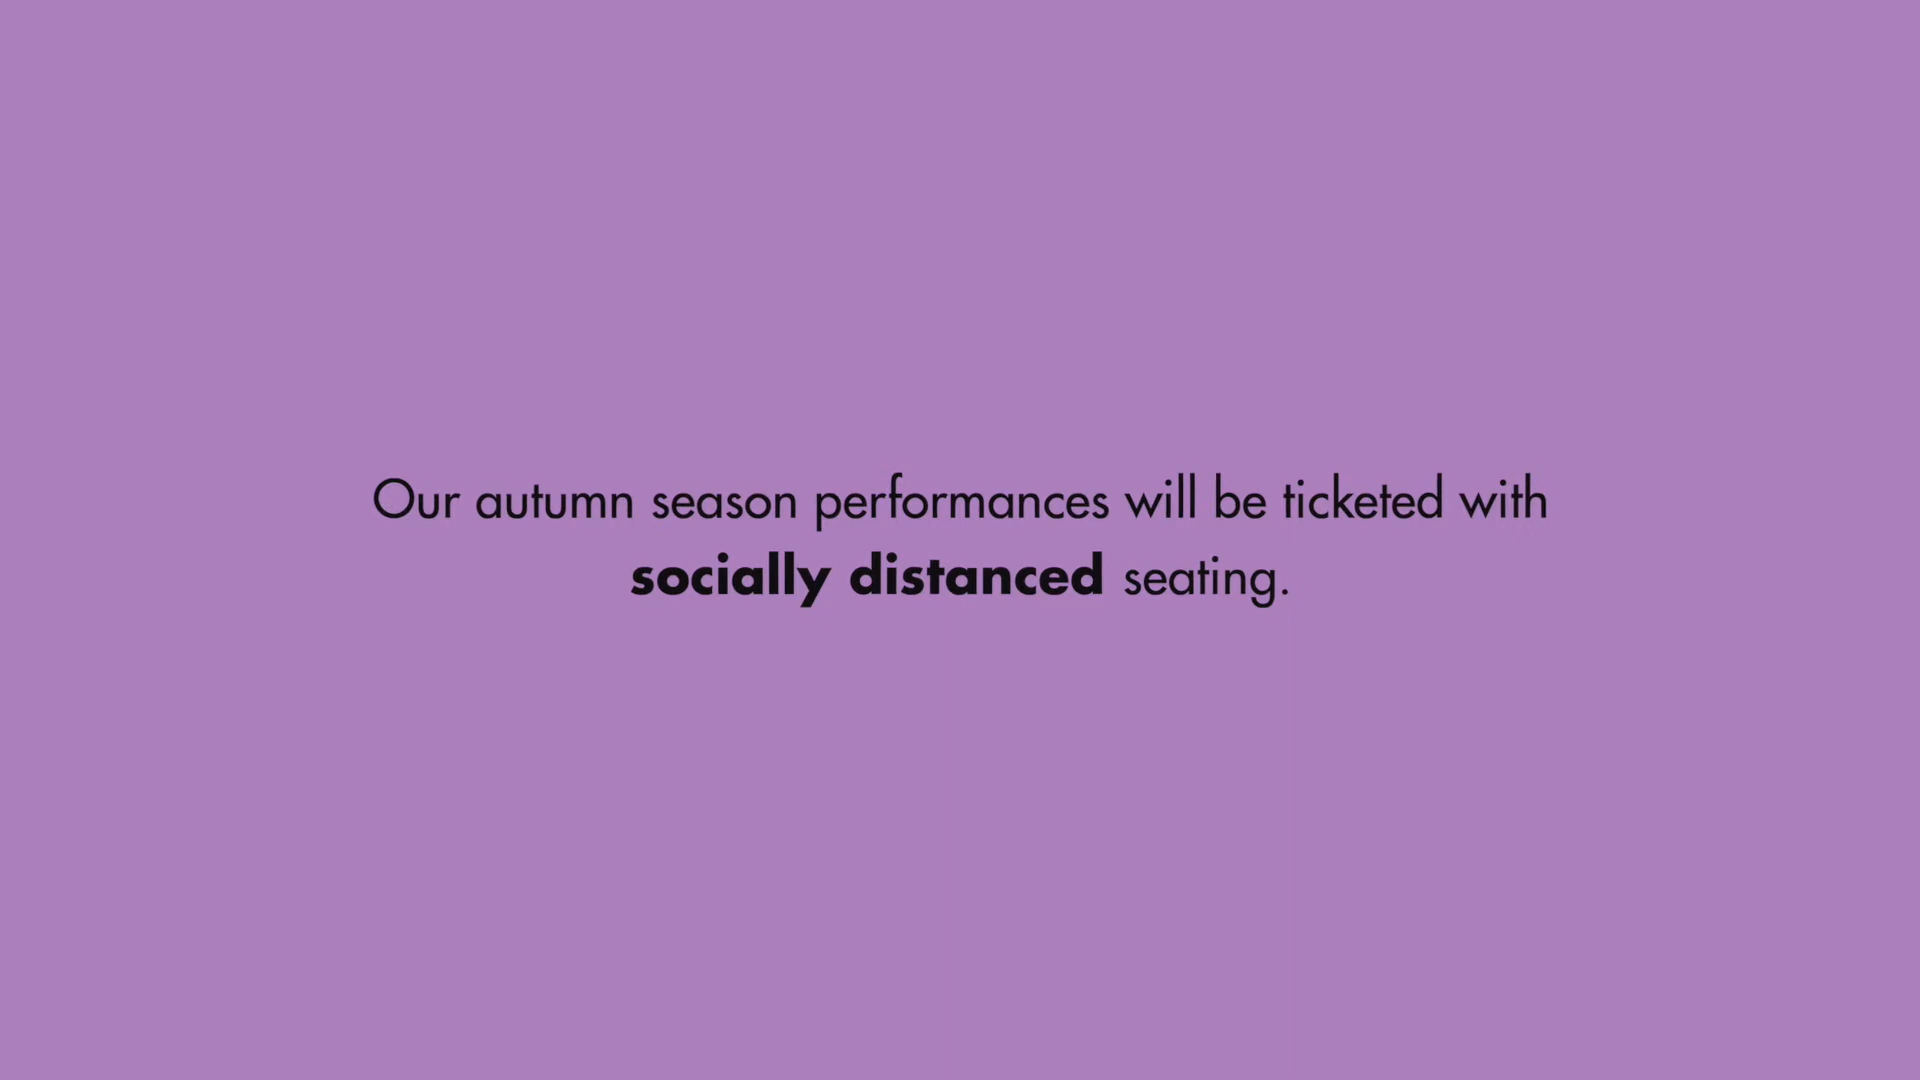 Our autumn season performances will be ticketed with
socially distanced seating.